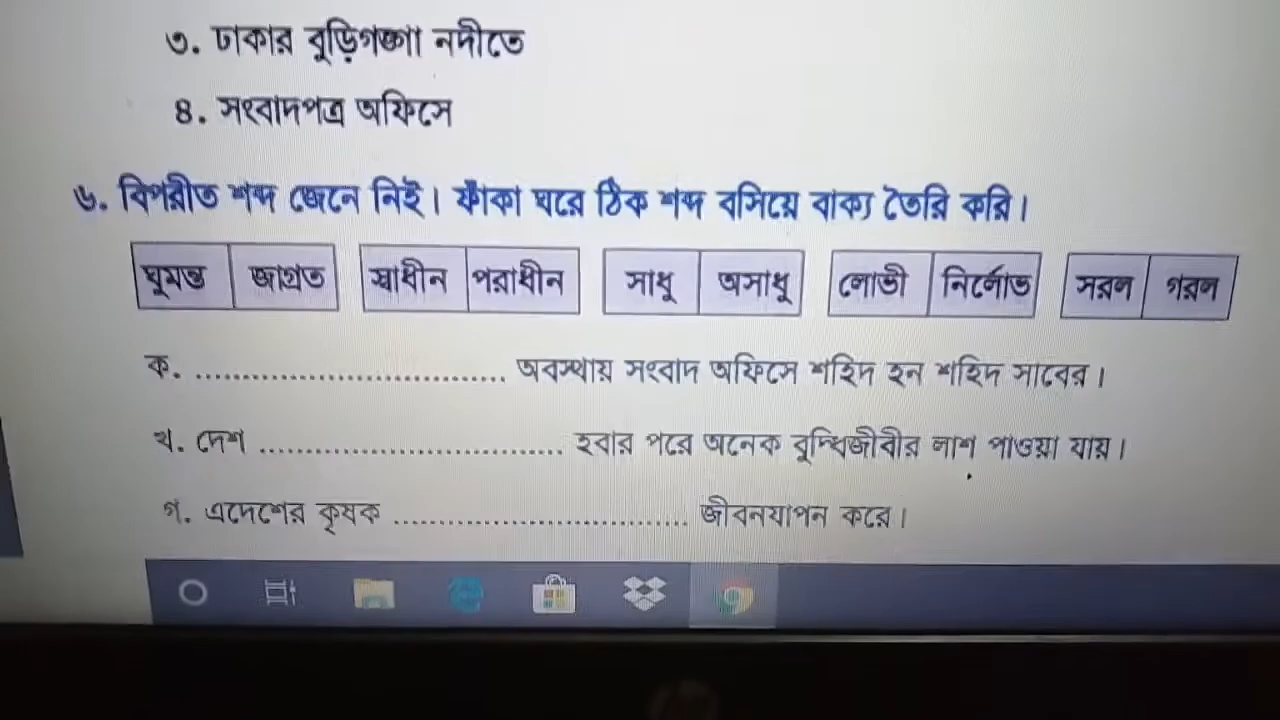 ৩. ঢাকার বুড়িগঙ্গা নদীতে
৪. সংবাদপত্র অফিসে
৬. বিপরীত শব্দ জেনে নিই। ফাঁকা ঘরে ঠিক শব্দ বসিয়ে বাক্য তৈরি করি।
ঘুমন্ত জাগ্রত স্বাধীন পরাধীন সাধু অসাধু লোভী নির্লোভ সরল গরল
ক. .............................. অবস্থায় সংবাদ অফিসে শহিদ হন শহিদ সাবের।
খ. দেশ .............................. হবার পরে অনেক বুদ্ধিজীবীর লাশ পাওয়া যায়।
গ. এদেশের কৃষক .............................. জীবনযাপন করে।